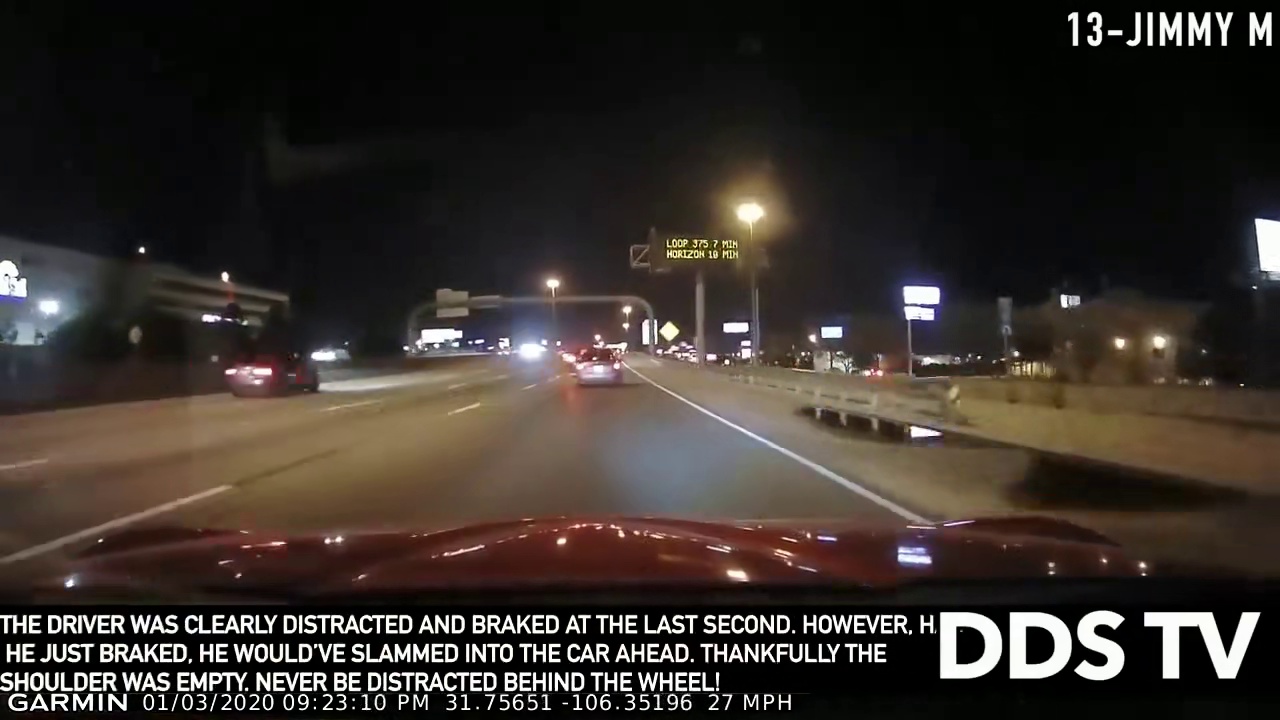 13-JIMMY M
LOOP 375 7 MIN
HORIZON 10 MIN
THE DRIVER WAS CLEARLY DISTRACTED AND BRAKED AT THE LAST SECOND. HOWEVER, HA
HE JUST BRAKED, HE WOULD'VE SLAMMED INTO THE CAR AHEAD. THANKFULLY THE
SHOULDER WAS EMPTY. NEVER BE DISTRACTED BEHIND THE WHEEL!
DDS TV
GARMIN 01/03/2020 09:23:10 PM 31.75651 -106.35196 27 MPH